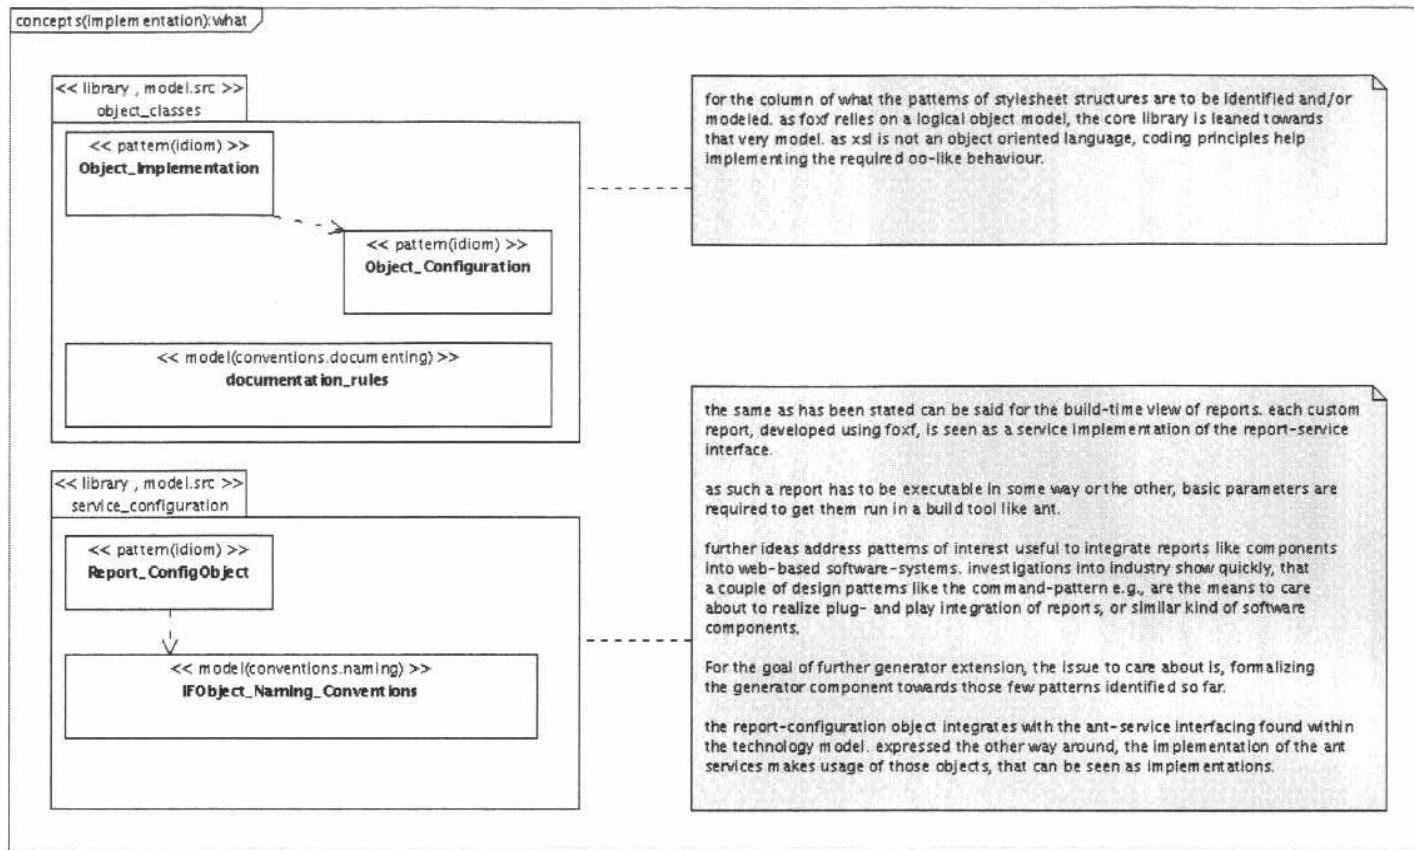 concepts(implementation):what
<< library , model.src >>
object_classes
<< pattern(idiom) >>
Object_Implementation
<< pattern(idiom) >>
Object_Configuration
<< model(conventions.documenting) >>
documentation_rules
for the column of what the patterns of stylesheet structures are to be identified and/or
modeled. as foxf relies on a logical object model, the core library is leaned towards
that very model. as xsl is not an object oriented language, coding principles help
implementing the required oo-like behaviour.
<< library , model.src >>
service_configuration
<< pattern(idiom) >>
Report_ConfigObject
<< model(conventions.naming) >>
IFObject_Naming_Conventions
the same as has been stated can be said for the build-time view of reports. each custom
report, developed using foxf, is seen as a service implementation of the report-service
interface.
as such a report has to be executable in some way or the other, basic parameters are
required to get them run in a build tool like ant.
further ideas address patterns of interest useful to integrate reports like components
into web-based software-systems. investigations into industry show quickly, that
a couple of design patterns like the command-pattern e.g., are the means to care
about to realize plug- and play integration of reports, or similar kind of software
components.
For the goal of further generator extension, the issue to care about is, formalizing
the generator component towards those few patterns identified so far.
the report-configuration object integrates with the ant-service interfacing found within
the technology model. expressed the other way around, the implementation of the ant
services makes usage of those objects, that can be seen as implementations.